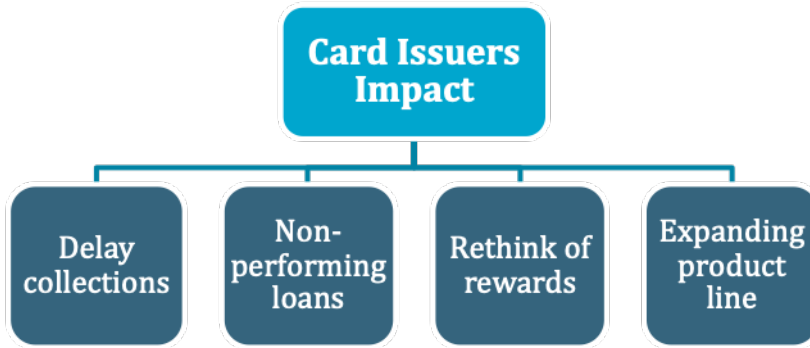 Card Issuers
Impact
Delay
collections
Non-
performing
loans
Rethink of
rewards
Expanding
product
line